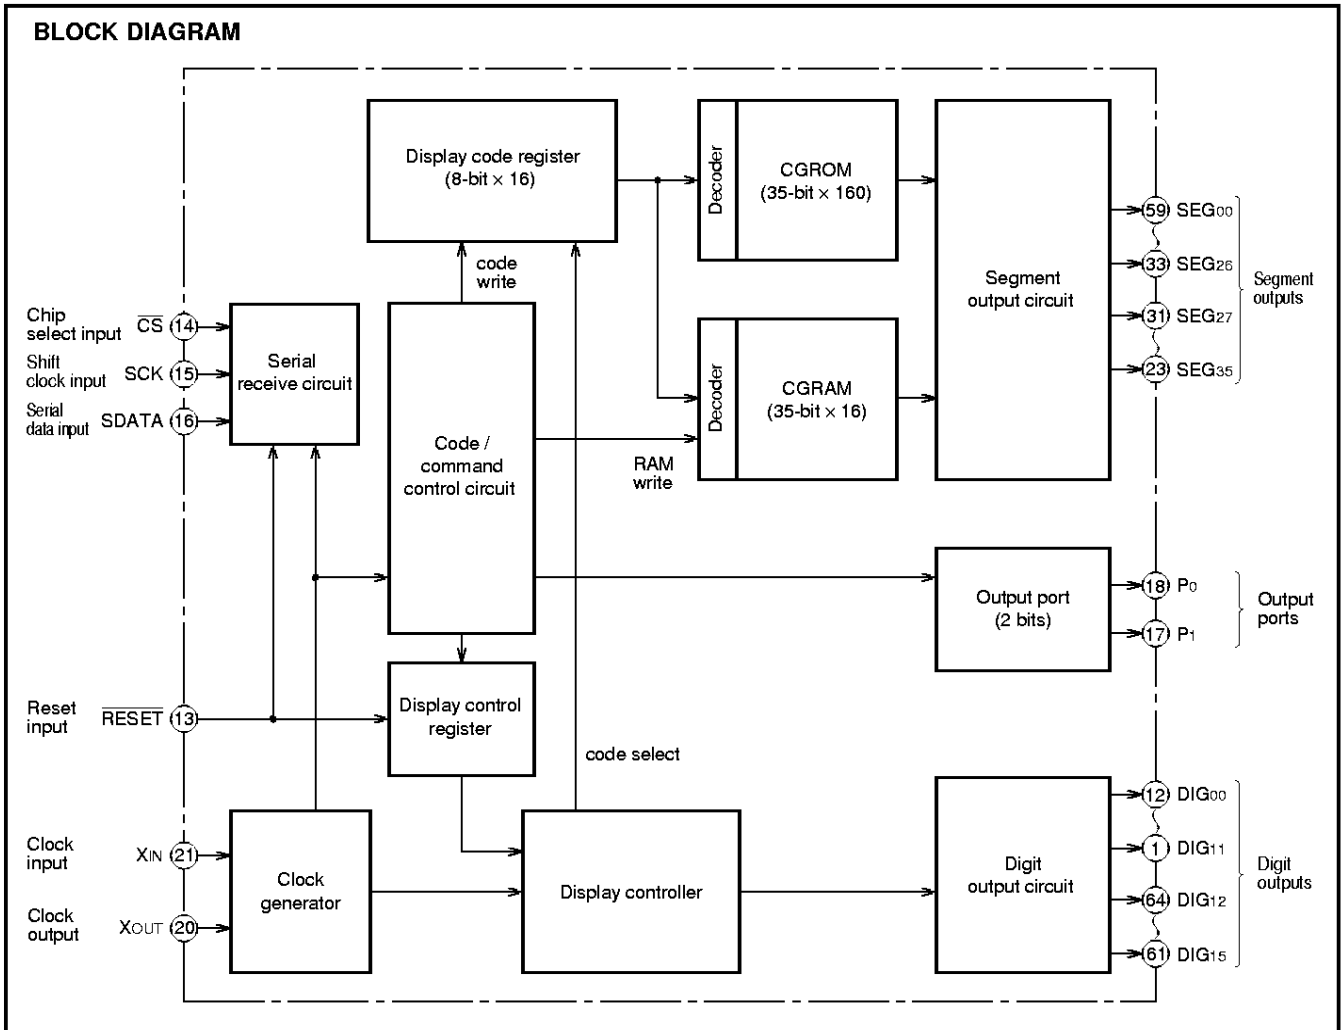 BLOCK DIAGRAM
Display code register
(8-bit × 16)
Decoder
CGROM
(35-bit × 160)
Segment
output circuit
59 SEG00
33 SEG26
31 SEG27
23 SEG35
Segment
outputs
code
write
Chip
select input
CS
14
Shift
clock input
SCK
15
Serial
data input
SDATA
16
Serial
receive circuit
Code /
command
control circuit
Decoder
CGRAM
(35-bit × 16)
RAM
write
Output port
(2 bits)
18 P0
17 P1
Output
ports
Reset
input
RESET
13
Display control
register
code select
Clock
input
XIN
21
Clock
output
XOUT
20
Clock
generator
Display controller
Digit
output circuit
12 DIG00
1 DIG11
64 DIG12
61 DIG15
Digit
outputs